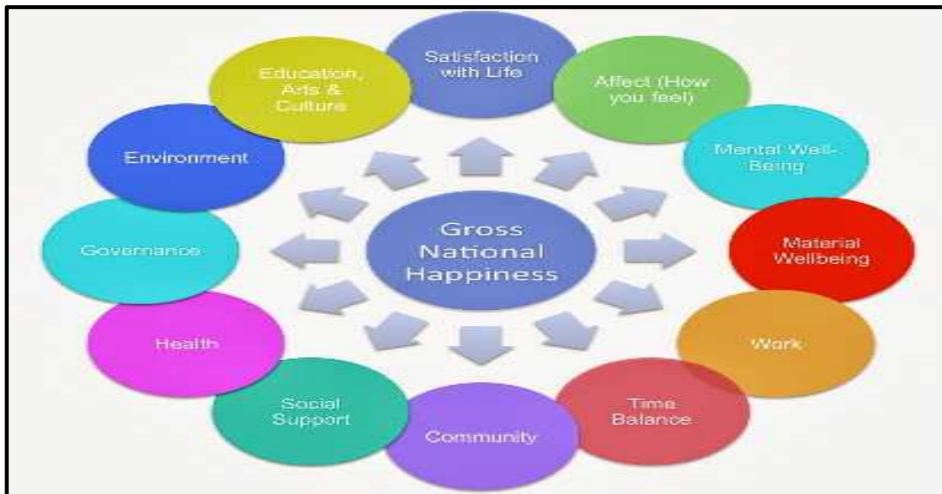 Satisfaction
with Life
Affect (How
you feel)
Mental Well-
Being
Material
Wellbeing
Work
Time
Balance
Community
Social
Support
Health
Governance
Environment
Education,
Arts &
Culture
Gross
National
Happiness